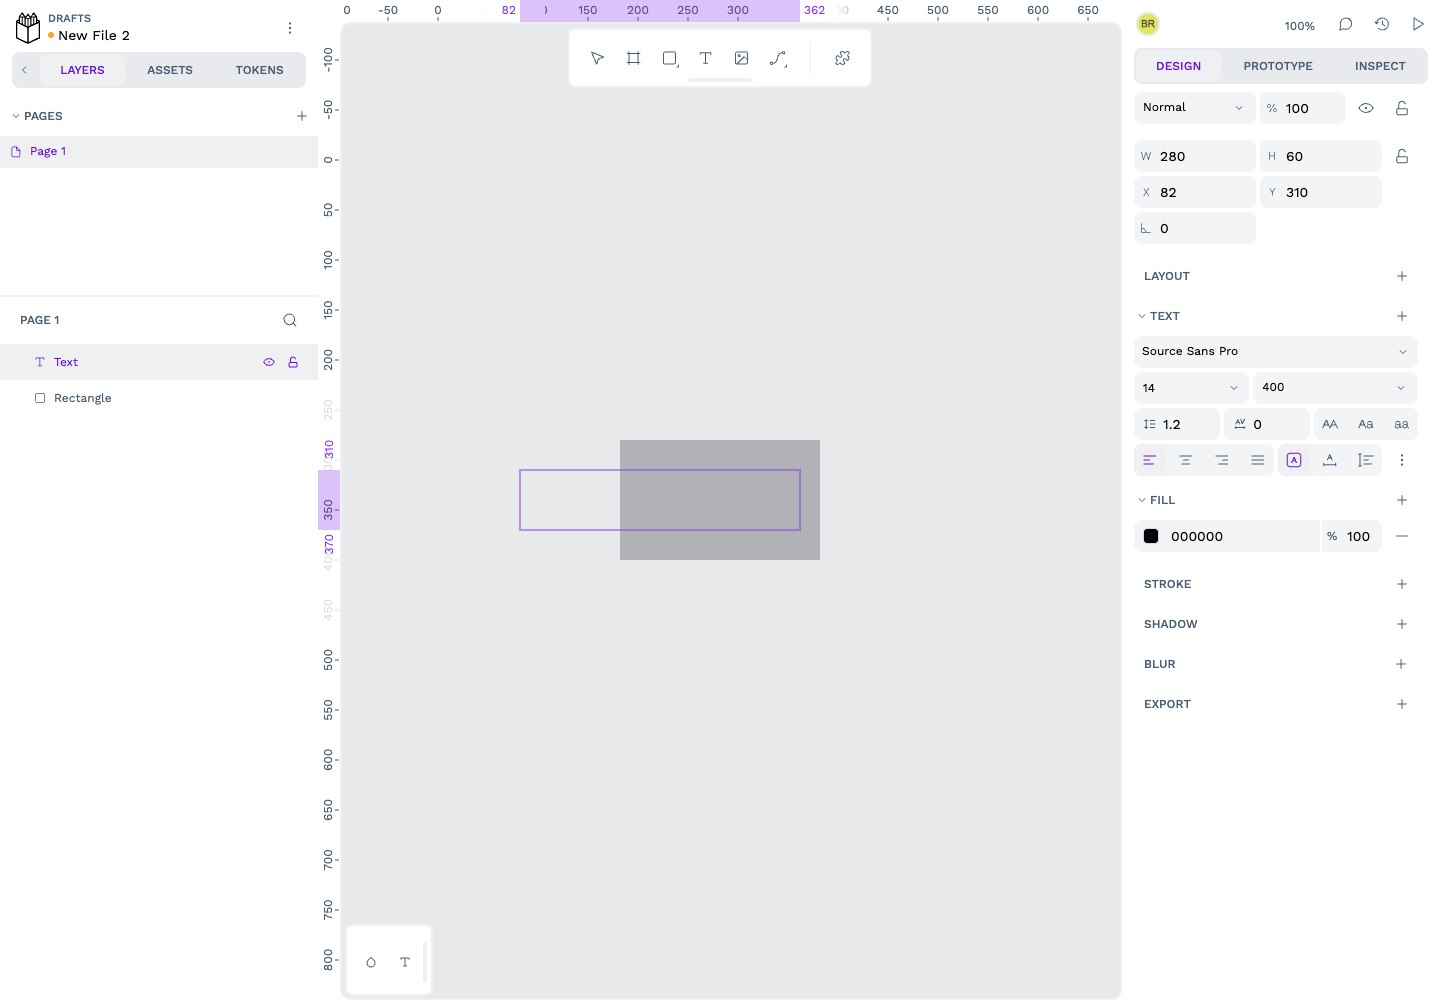 DRAFTS
New File 2
LAYERS
ASSETS
TOKENS
PAGES
Page 1
PAGE 1
Text
Rectangle
0 -50 0 82 150 200 250 300 362 450 500 550 600 650
-100
-50
0
50
100
150
200
250
310
350
370
450
500
550
600
650
700
750
800
BR
100%
DESIGN
PROTOTYPE
INSPECT
Normal
% 100
W 280
H 60
X 82
Y 310
0
LAYOUT
TEXT
Source Sans Pro
14
400
1.2
AV 0
AA Aa aa
A A
FILL
000000
% 100
STROKE
SHADOW
BLUR
EXPORT
T